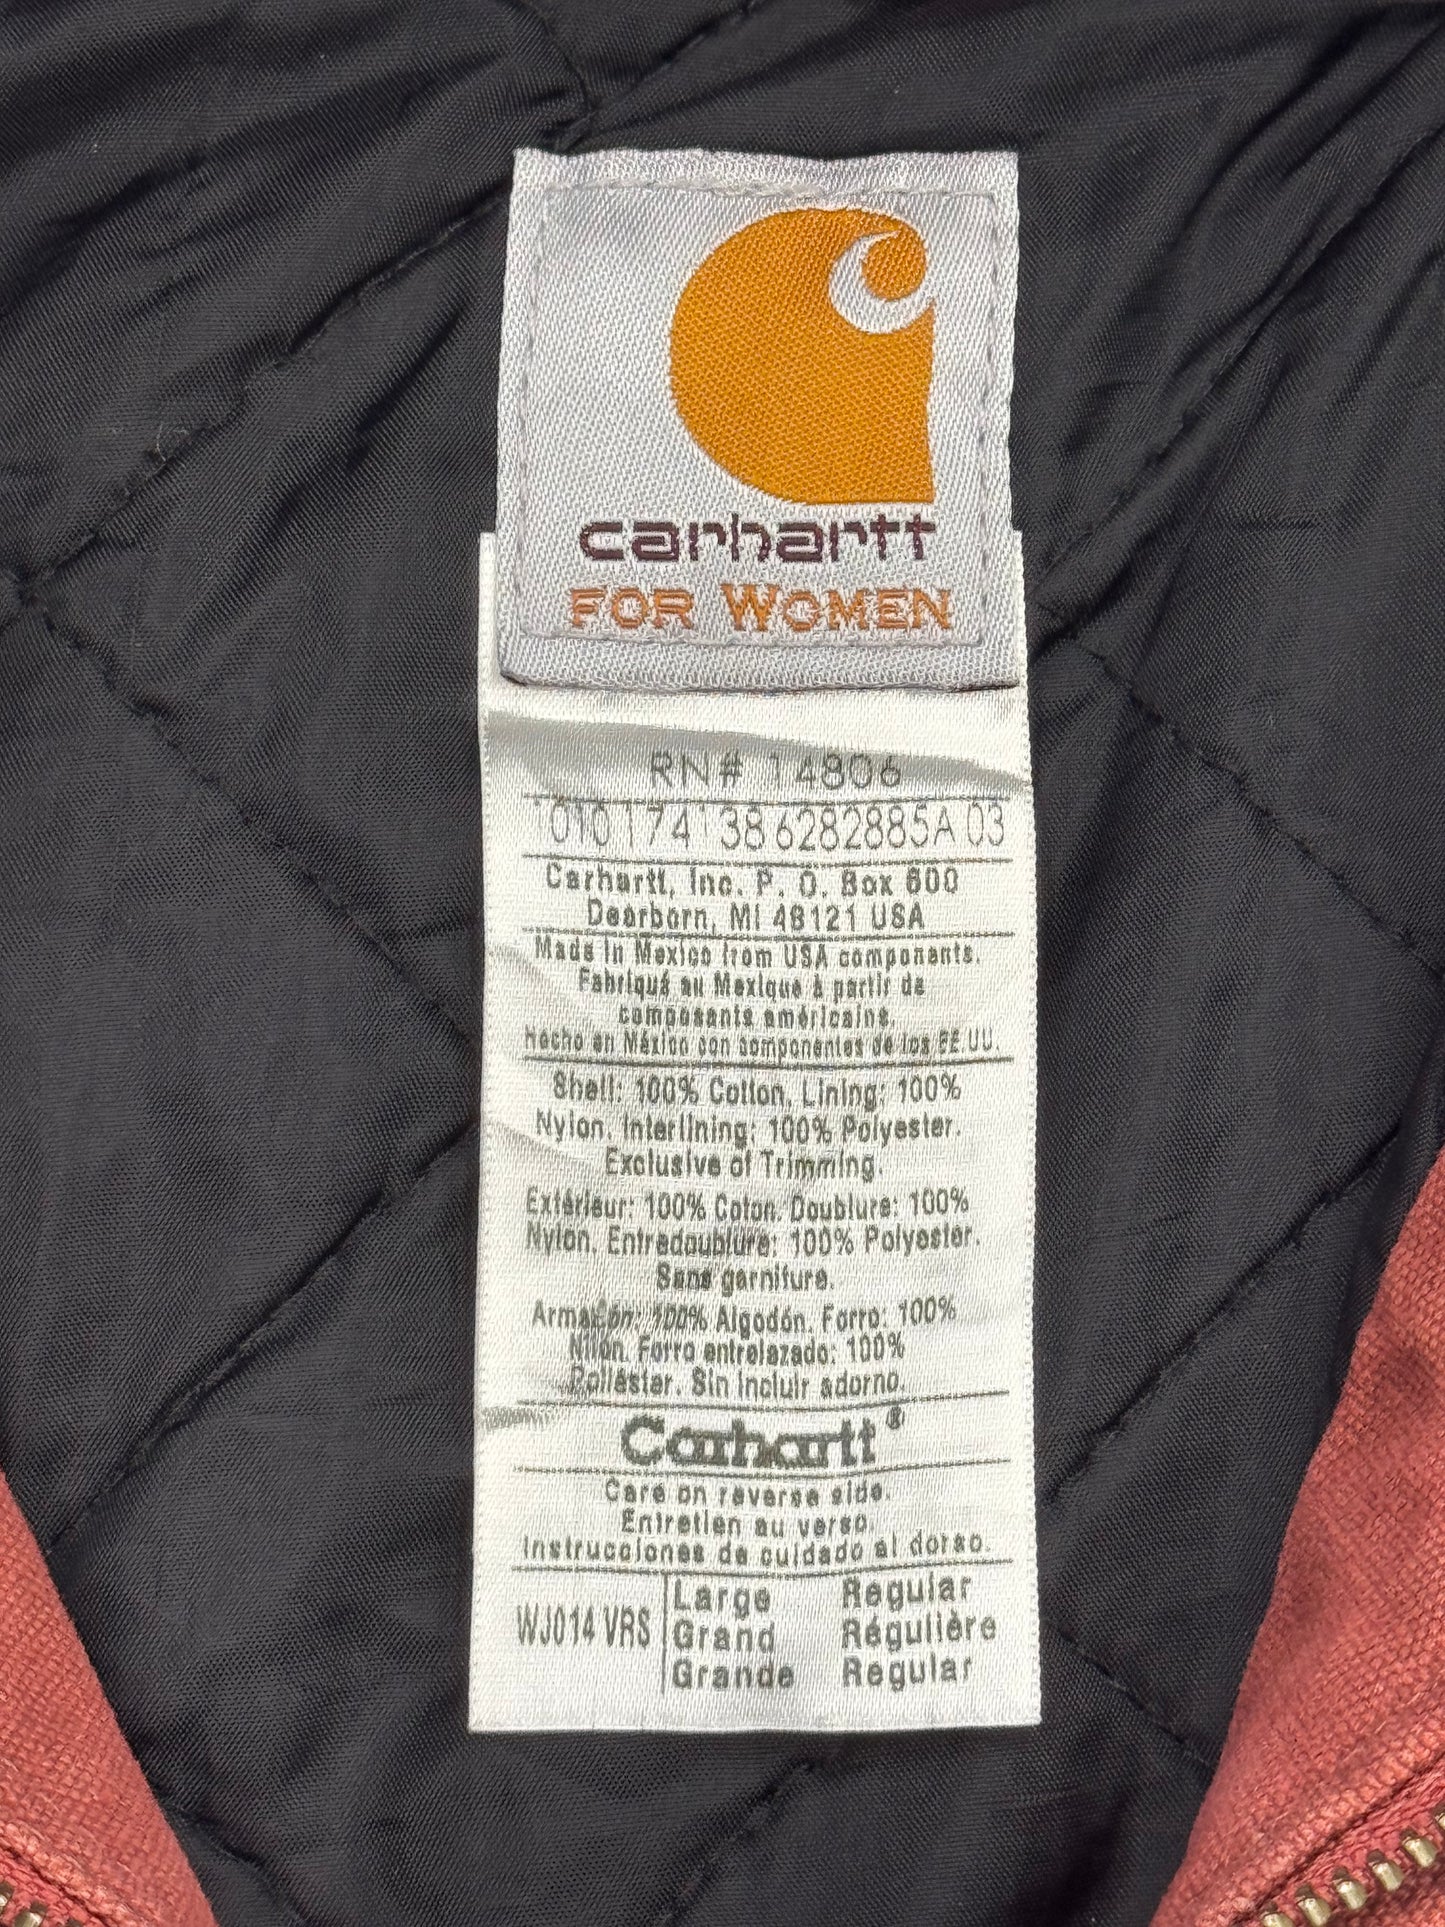 carhartt
FOR WOMEN
RN# 14806
010174 138 6282885A 03
Carhartt, Inc. P. O. Box 600
Dearborn, MI 48121 USA
Made in Mexico from USA components.
Fabriqué au Mexique à partir de
composants américains.
Hecho en México con componentes de los EE.UU.
Shell: 100% Cotton. Lining: 100%
Nylon. Interlining: 100% Polyester.
Exclusive of Trimming.
Extérieur: 100% Coton. Doublure: 100%
Nylon. Entredoublure: 100% Polyester.
Sans garniture.
Armazón: 100% Algodón. Forro: 100%
Nilón. Forro entrelazado: 100%
Poliéster. Sin incluir adorno.
Carhartt®
Care on reverse side.
Entretien au verso.
Instrucciones de cuidado al dorso.
WJ014 VRS Large Regular
Grand Régulière
Grande Regular